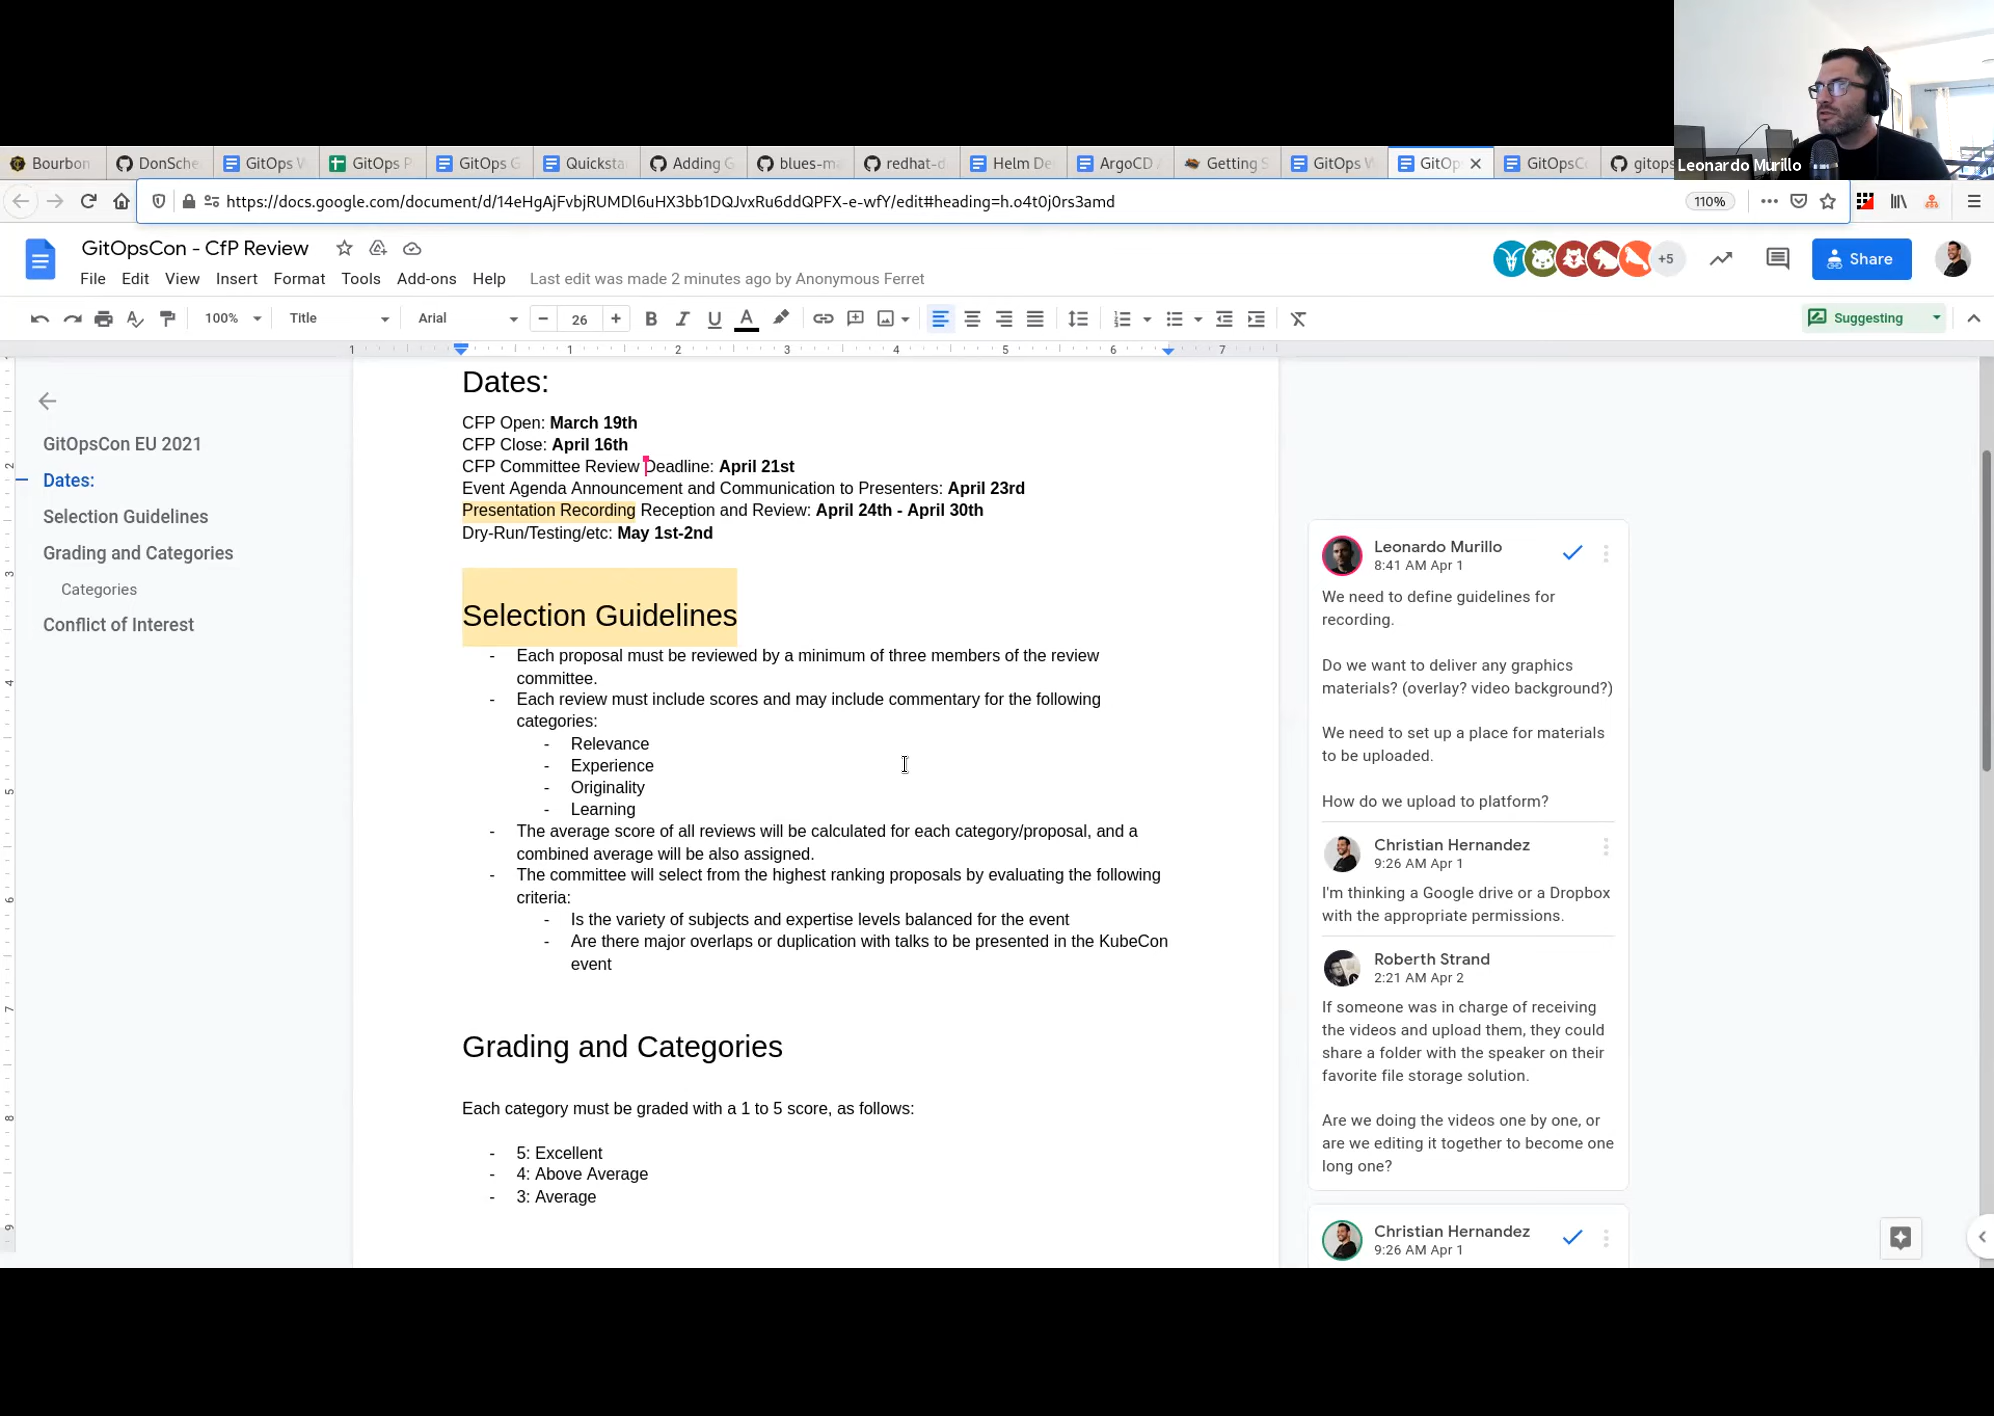 Leonardo Murillo
Bourbon
DonSche
GitOps W
GitOps P
GitOps G
Quicksta
Adding G
blues-ma
redhat-d
Helm De
ArgoCD A
Getting S
GitOps W
GitOp
GitOpsCo
gitops
https://docs.google.com/document/d/14eHgAjFvbjRUMDl6uHX3bb1DQJvxRu6ddQPFX-e-wfY/edit#heading=h.o4t0j0rs3amd
110%
GitOpsCon - CfP Review
File Edit View Insert Format Tools Add-ons Help Last edit was made 2 minutes ago by Anonymous Ferret
+5
Share
100% Title Arial 26 B I U A
Suggesting
1 1 2 3 4 5 6 7
2
3
4
5
6
7
8
9
GitOpsCon EU 2021
Dates:
Selection Guidelines
Grading and Categories
Categories
Conflict of Interest
Dates:
CFP Open: March 19th
CFP Close: April 16th
CFP Committee Review Deadline: April 21st
Event Agenda Announcement and Communication to Presenters: April 23rd
Presentation Recording Reception and Review: April 24th - April 30th
Dry-Run/Testing/etc: May 1st-2nd
Selection Guidelines
- Each proposal must be reviewed by a minimum of three members of the review
committee.
- Each review must include scores and may include commentary for the following
categories:
- Relevance
- Experience
- Originality
- Learning
- The average score of all reviews will be calculated for each category/proposal, and a
combined average will be also assigned.
- The committee will select from the highest ranking proposals by evaluating the following
criteria:
- Is the variety of subjects and expertise levels balanced for the event
- Are there major overlaps or duplication with talks to be presented in the KubeCon
event
Grading and Categories
Each category must be graded with a 1 to 5 score, as follows:
- 5: Excellent
- 4: Above Average
- 3: Average
Leonardo Murillo
8:41 AM Apr 1
We need to define guidelines for
recording.
Do we want to deliver any graphics
materials? (overlay? video background?)
We need to set up a place for materials
to be uploaded.
How do we upload to platform?
Christian Hernandez
9:26 AM Apr 1
I'm thinking a Google drive or a Dropbox
with the appropriate permissions.
Roberth Strand
2:21 AM Apr 2
If someone was in charge of receiving
the videos and upload them, they could
share a folder with the speaker on their
favorite file storage solution.
Are we doing the videos one by one, or
are we editing it together to become one
long one?
Christian Hernandez
9:26 AM Apr 1